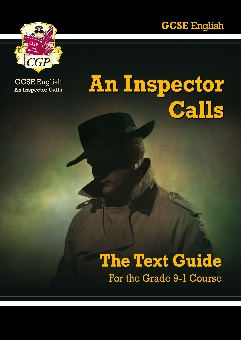 GCSE English
CGP
GCSE English
An Inspector Calls
An Inspector
Calls
The Text Guide
For the Grade 9-1 Course